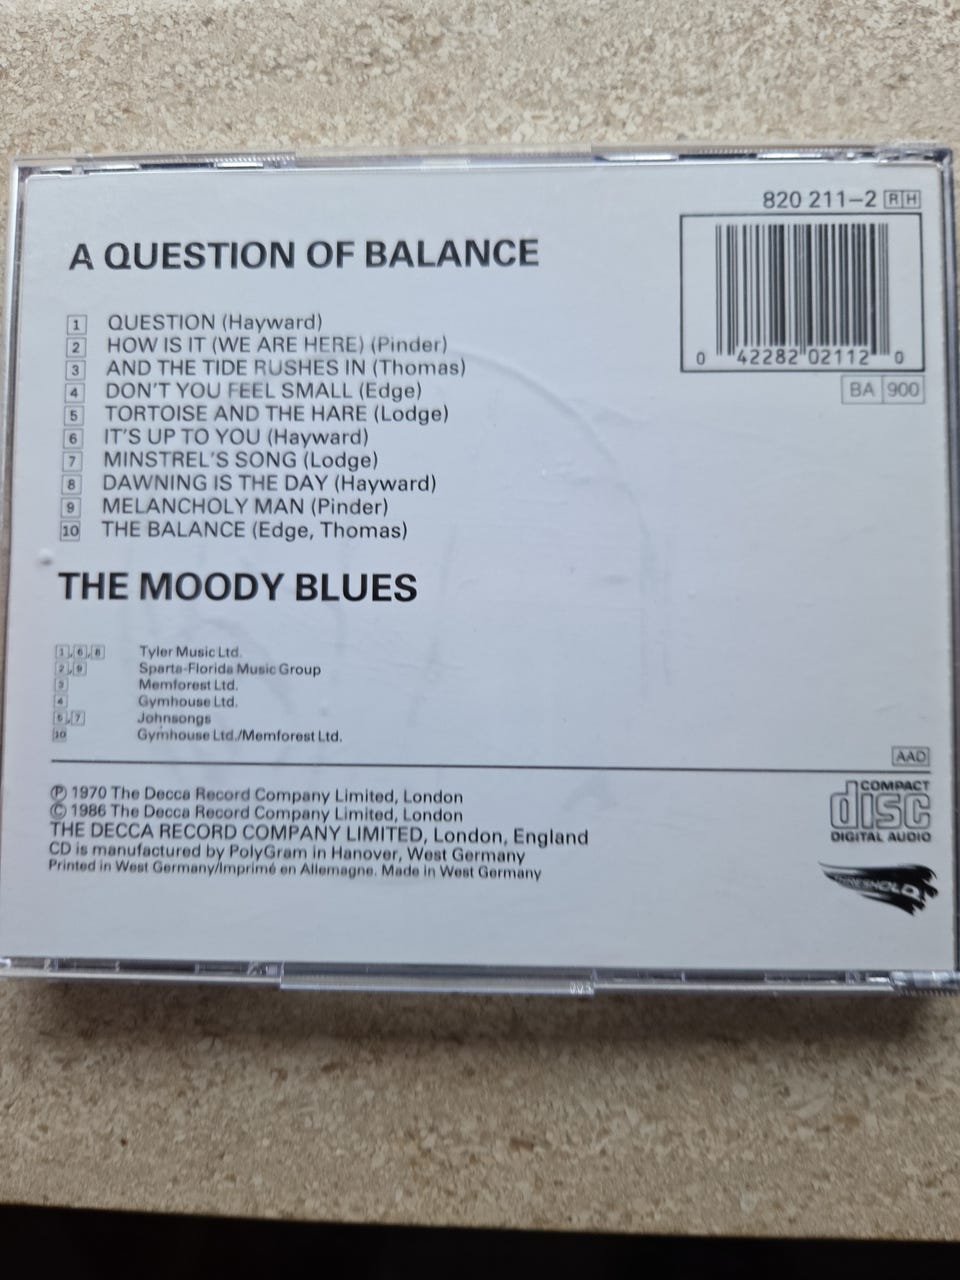 820 211-2 RH
A QUESTION OF BALANCE
0 42282 02112 0
BA 900
1 QUESTION (Hayward)
2 HOW IS IT (WE ARE HERE) (Pinder)
3 AND THE TIDE RUSHES IN (Thomas)
4 DON'T YOU FEEL SMALL (Edge)
5 TORTOISE AND THE HARE (Lodge)
6 IT'S UP TO YOU (Hayward)
7 MINSTREL'S SONG (Lodge)
8 DAWNING IS THE DAY (Hayward)
9 MELANCHOLY MAN (Pinder)
10 THE BALANCE (Edge, Thomas)
THE MOODY BLUES
1,6,8 Tyler Music Ltd.
2,9 Sparta-Florida Music Group
3 Memforest Ltd.
4 Gymhouse Ltd.
5,7 Johnsongs
10 Gymhouse Ltd./Memforest Ltd.
AAD
℗ 1970 The Decca Record Company Limited, London
© 1986 The Decca Record Company Limited, London
THE DECCA RECORD COMPANY LIMITED, London, England
CD is manufactured by PolyGram in Hanover, West Germany
Printed in West Germany/Imprimé en Allemagne. Made in West Germany
COMPACT
disc
DIGITAL AUDIO
THRESHOLD